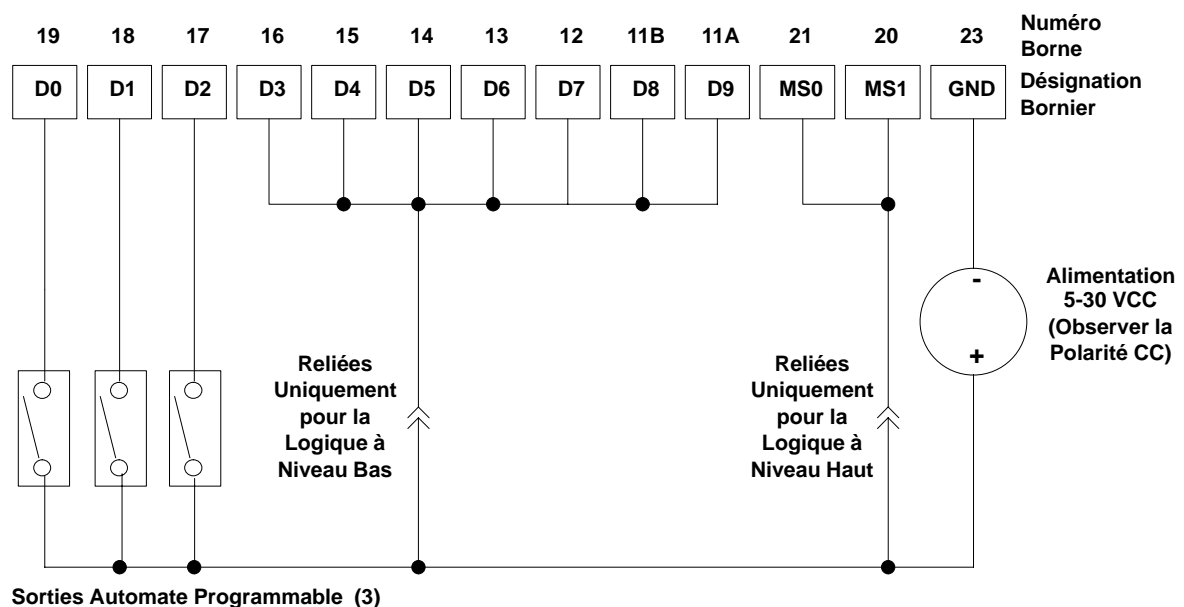 19 18 17 16 15 14 13 12 11B 11A 21 20 23 Numéro
Borne
D0 D1 D2 D3 D4 D5 D6 D7 D8 D9 MS0 MS1 GND Désignation
Bornier
-
+
Alimentation
5-30 VCC
(Observer la
Polarité CC)
Reliées
Uniquement
pour la
Logique à
Niveau Bas
Reliées
Uniquement
pour la
Logique à
Niveau Haut
Sorties Automate Programmable (3)